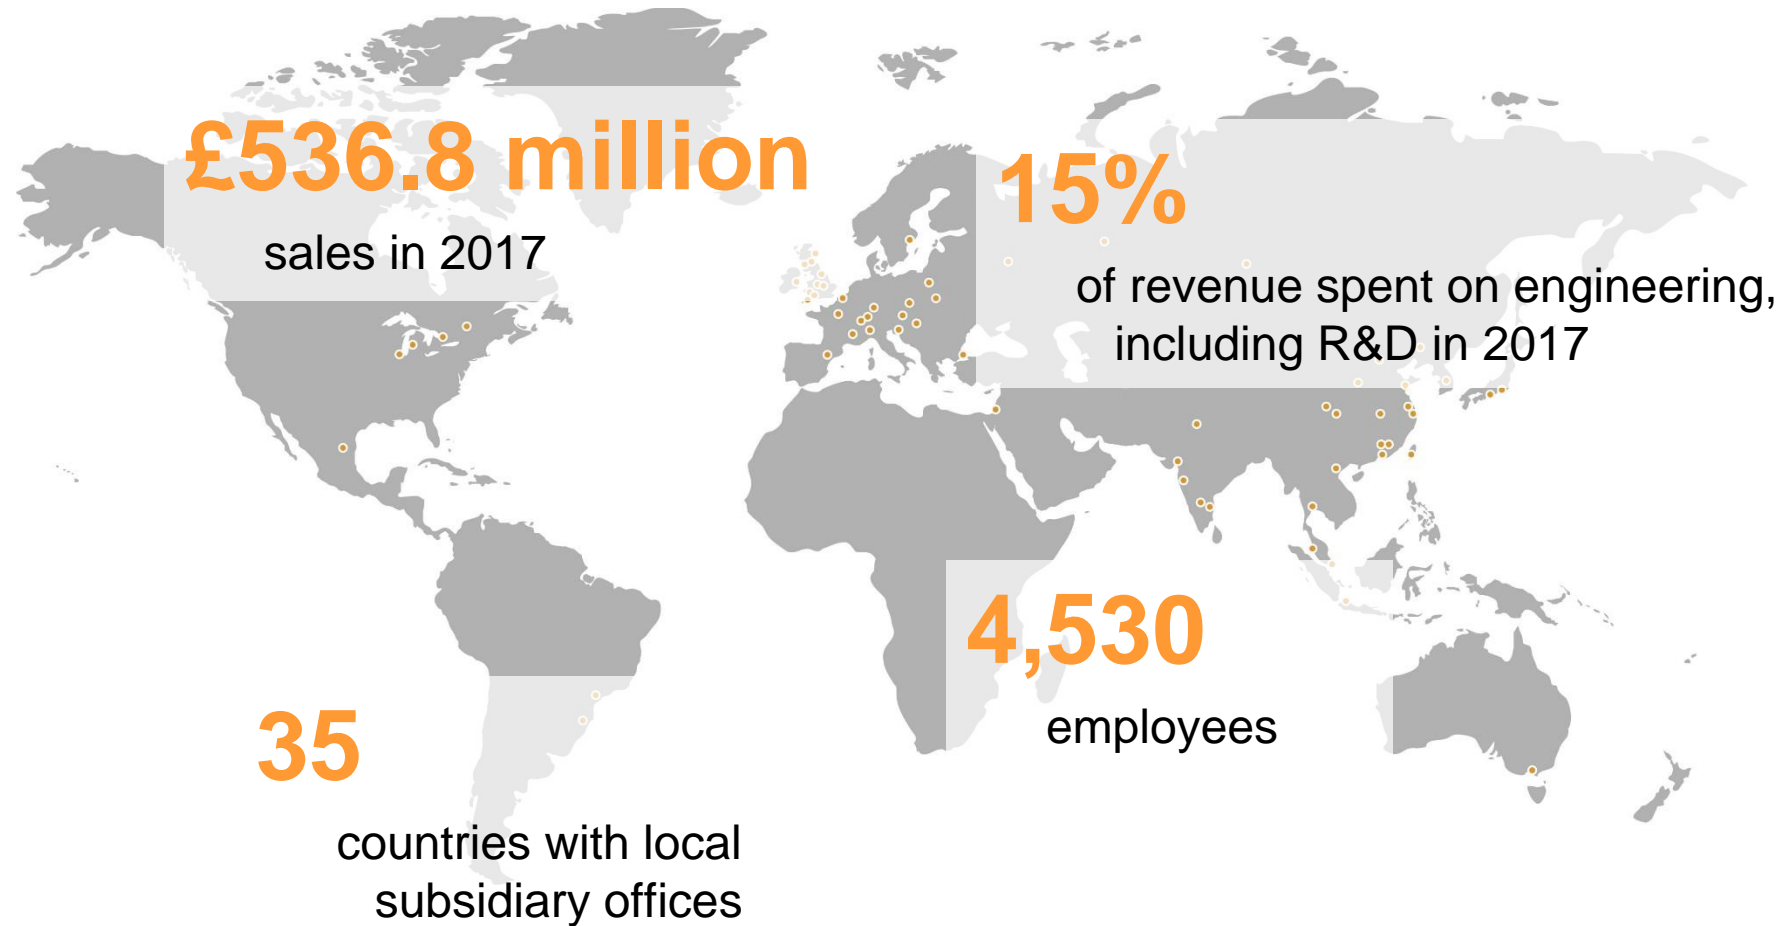 £536.8 million
sales in 2017
15%
of revenue spent on engineering,
including R&D in 2017
4,530
employees
35
countries with local
subsidiary offices